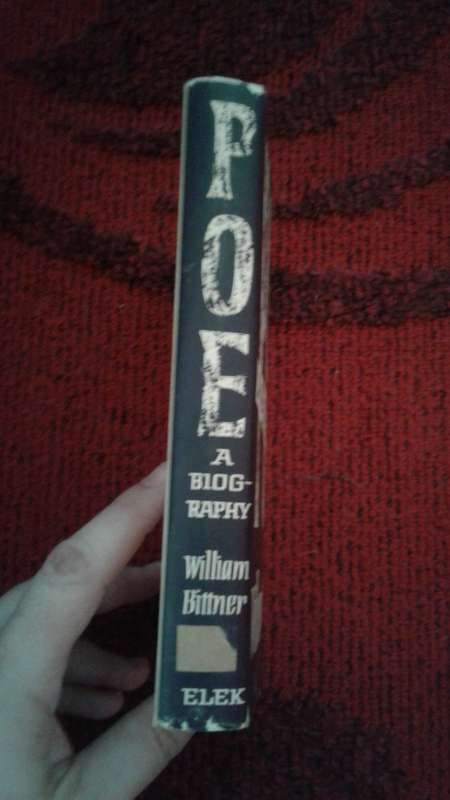 POE
A
BIOG-
RAPHY
William
Bittner
ELEK